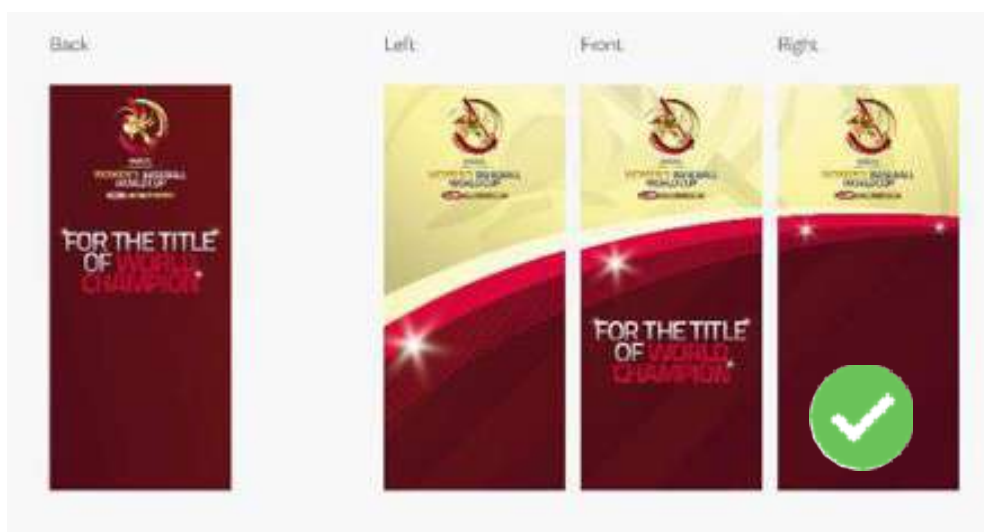 Back
Left
Front
Right
WOMEN'S BASEBALL
WORLD CUP
FOR THE TITLE
OF WORLD
CHAMPION
WOMEN'S BASEBALL
WORLD CUP
WOMEN'S BASEBALL
WORLD CUP
FOR THE TITLE
OF WORLD
CHAMPION
WOMEN'S BASEBALL
WORLD CUP